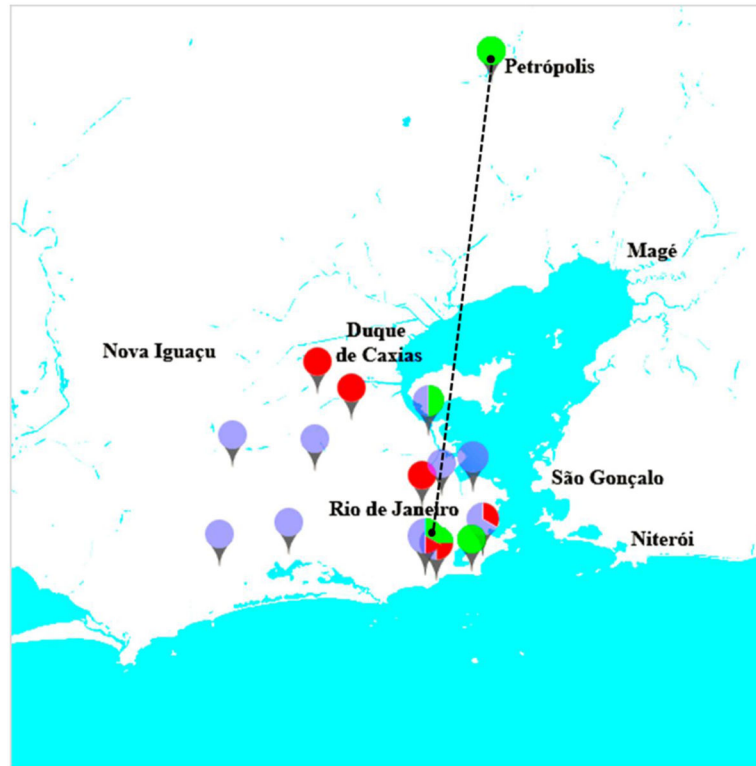 Petrópolis
Magé
Duque
de Caxias
Nova Iguaçu
São Gonçalo
Rio de Janeiro
Niterói